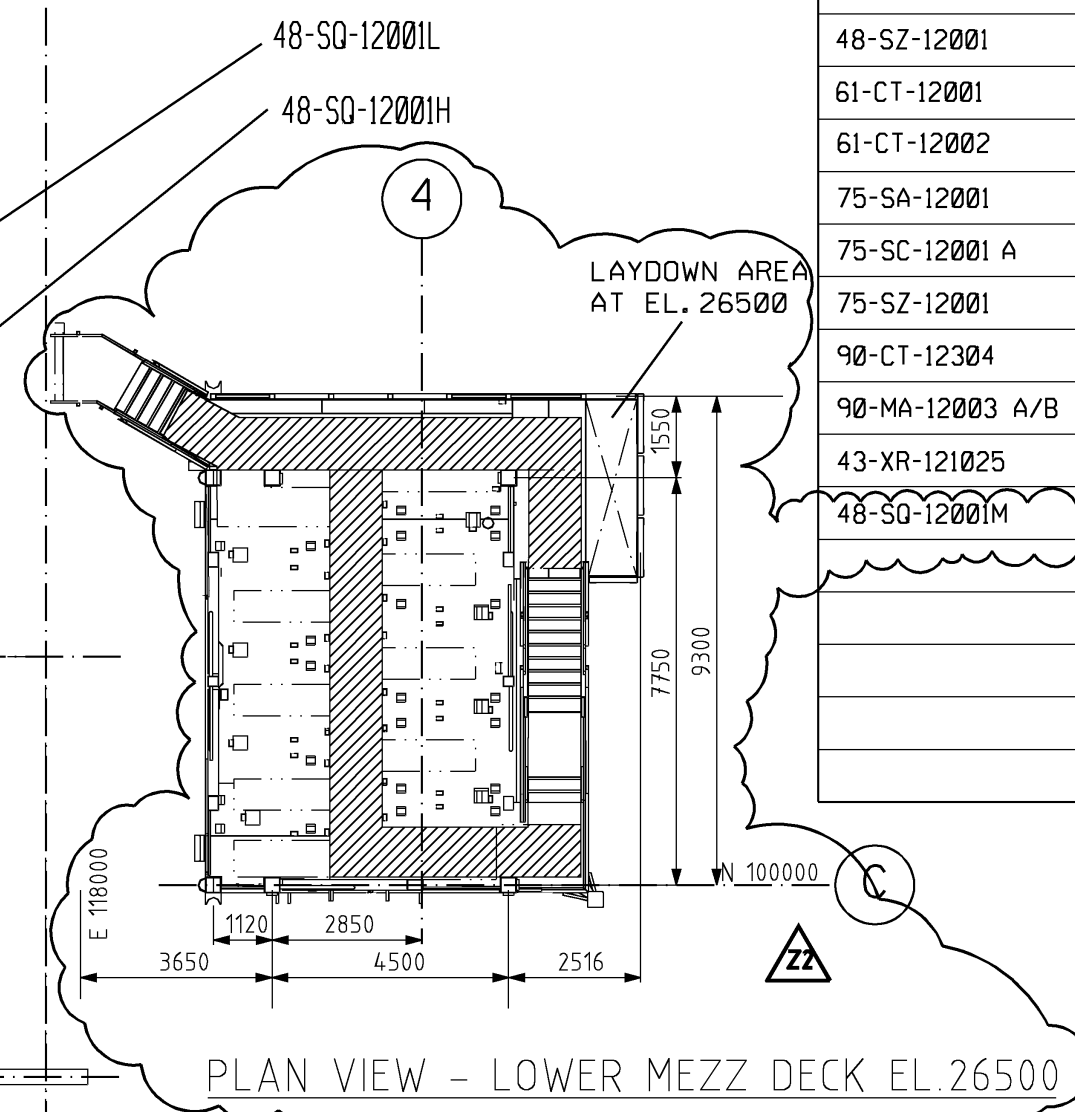 48-SQ-12001L
48-SQ-12001H
4
LAYDOWN AREA
AT EL.26500
48-SZ-12001
61-CT-12001
61-CT-12002
75-SA-12001
75-SC-12001 A
75-SZ-12001
90-CT-12304
90-MA-12003 A/B
43-XR-121025
48-SQ-12001M
1550
7750
9300
E 118000
N 100000
C
1120
2850
3650
4500
2516
Z2
PLAN VIEW - LOWER MEZZ DECK EL.26500